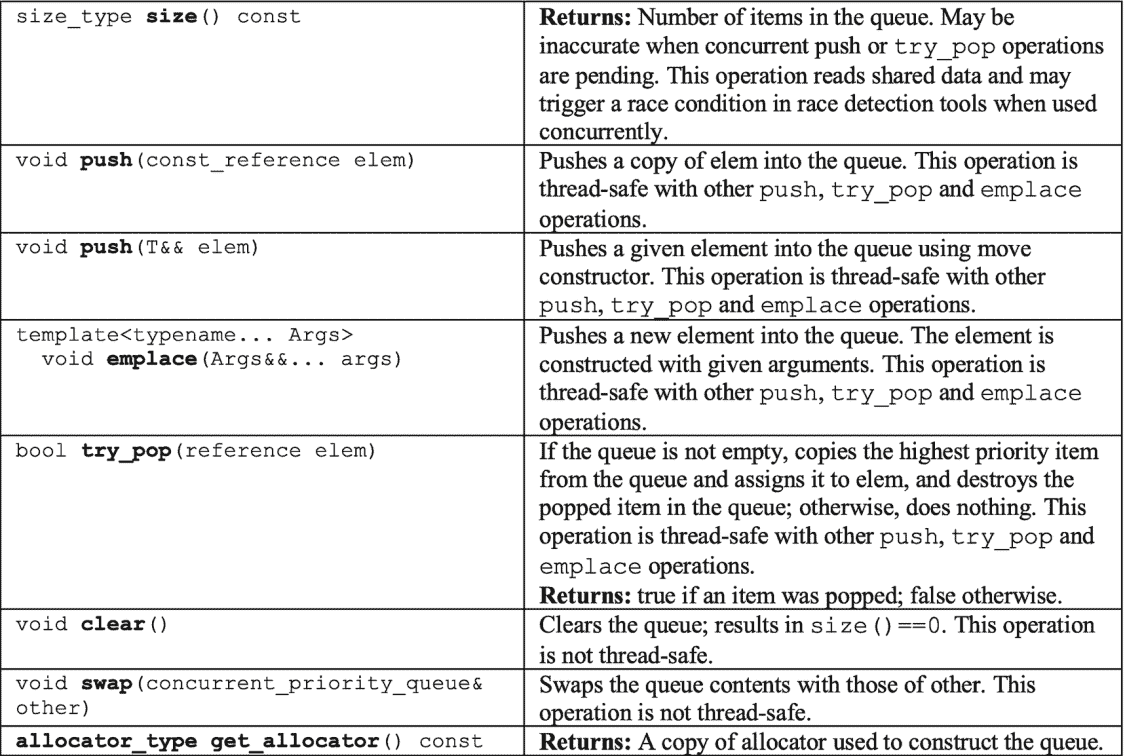 size_type size() const
Returns: Number of items in the queue. May be
inaccurate when concurrent push or try_pop operations
are pending. This operation reads shared data and may
trigger a race condition in race detection tools when used
concurrently.
void push(const_reference elem)
Pushes a copy of elem into the queue. This operation is
thread-safe with other push, try_pop and emplace
operations.
void push(T&& elem)
Pushes a given element into the queue using move
constructor. This operation is thread-safe with other
push, try_pop and emplace operations.
template<typename... Args>
void emplace(Args&&... args)
Pushes a new element into the queue. The element is
constructed with given arguments. This operation is
thread-safe with other push, try_pop and emplace
operations.
bool try_pop(reference elem)
If the queue is not empty, copies the highest priority item
from the queue and assigns it to elem, and destroys the
popped item in the queue; otherwise, does nothing. This
operation is thread-safe with other push, try_pop and
emplace operations.
Returns: true if an item was popped; false otherwise.
void clear()
Clears the queue; results in size()==0. This operation
is not thread-safe.
void swap(concurrent_priority_queue&
other)
Swaps the queue contents with those of other. This
operation is not thread-safe.
allocator_type get_allocator() const
Returns: A copy of allocator used to construct the queue.